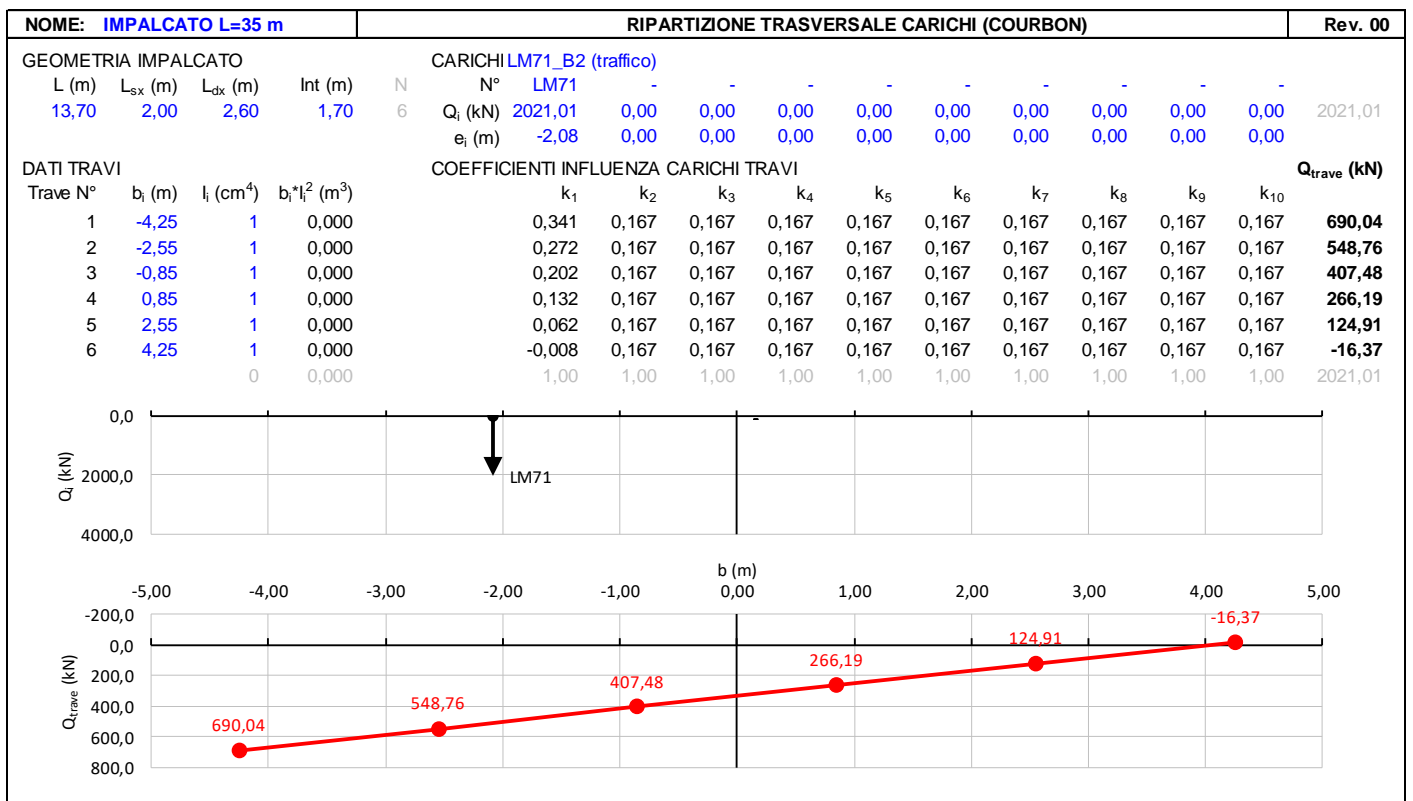 NOME: IMPALCATO L=35 m RIPARTIZIONE TRASVERSALE CARICHI (COURBON) Rev. 00
GEOMETRIA IMPALCATO CARICHI LM71_B2 (traffico)
L (m) Lsx (m) Ldx (m) Int (m) N N° LM71 - - - - - - - - -
13,70 2,00 2,60 1,70 6 Qi (kN) 2021,01 0,00 0,00 0,00 0,00 0,00 0,00 0,00 0,00 0,00 2021,01
ei (m) -2,08 0,00 0,00 0,00 0,00 0,00 0,00 0,00 0,00 0,00
DATI TRAVI COEFFICIENTI INFLUENZA CARICHI TRAVI Qtrave (kN)
Trave N° bi (m) Ii (cm4) bi*Ii2 (m3) k1 k2 k3 k4 k5 k6 k7 k8 k9 k10
1 -4,25 1 0,000 0,341 0,167 0,167 0,167 0,167 0,167 0,167 0,167 0,167 0,167 690,04
2 -2,55 1 0,000 0,272 0,167 0,167 0,167 0,167 0,167 0,167 0,167 0,167 0,167 548,76
3 -0,85 1 0,000 0,202 0,167 0,167 0,167 0,167 0,167 0,167 0,167 0,167 0,167 407,48
4 0,85 1 0,000 0,132 0,167 0,167 0,167 0,167 0,167 0,167 0,167 0,167 0,167 266,19
5 2,55 1 0,000 0,062 0,167 0,167 0,167 0,167 0,167 0,167 0,167 0,167 0,167 124,91
6 4,25 1 0,000 -0,008 0,167 0,167 0,167 0,167 0,167 0,167 0,167 0,167 0,167 -16,37
0 0,000 1,00 1,00 1,00 1,00 1,00 1,00 1,00 1,00 1,00 1,00 2021,01
0,0
2000,0
4000,0
Qi (kN)
LM71
b (m)
-5,00 -4,00 -3,00 -2,00 -1,00 0,00 1,00 2,00 3,00 4,00 5,00
-200,0
0,0
200,0
400,0
600,0
800,0
Qtrave (kN)
690,04
548,76
407,48
266,19
124,91
-16,37